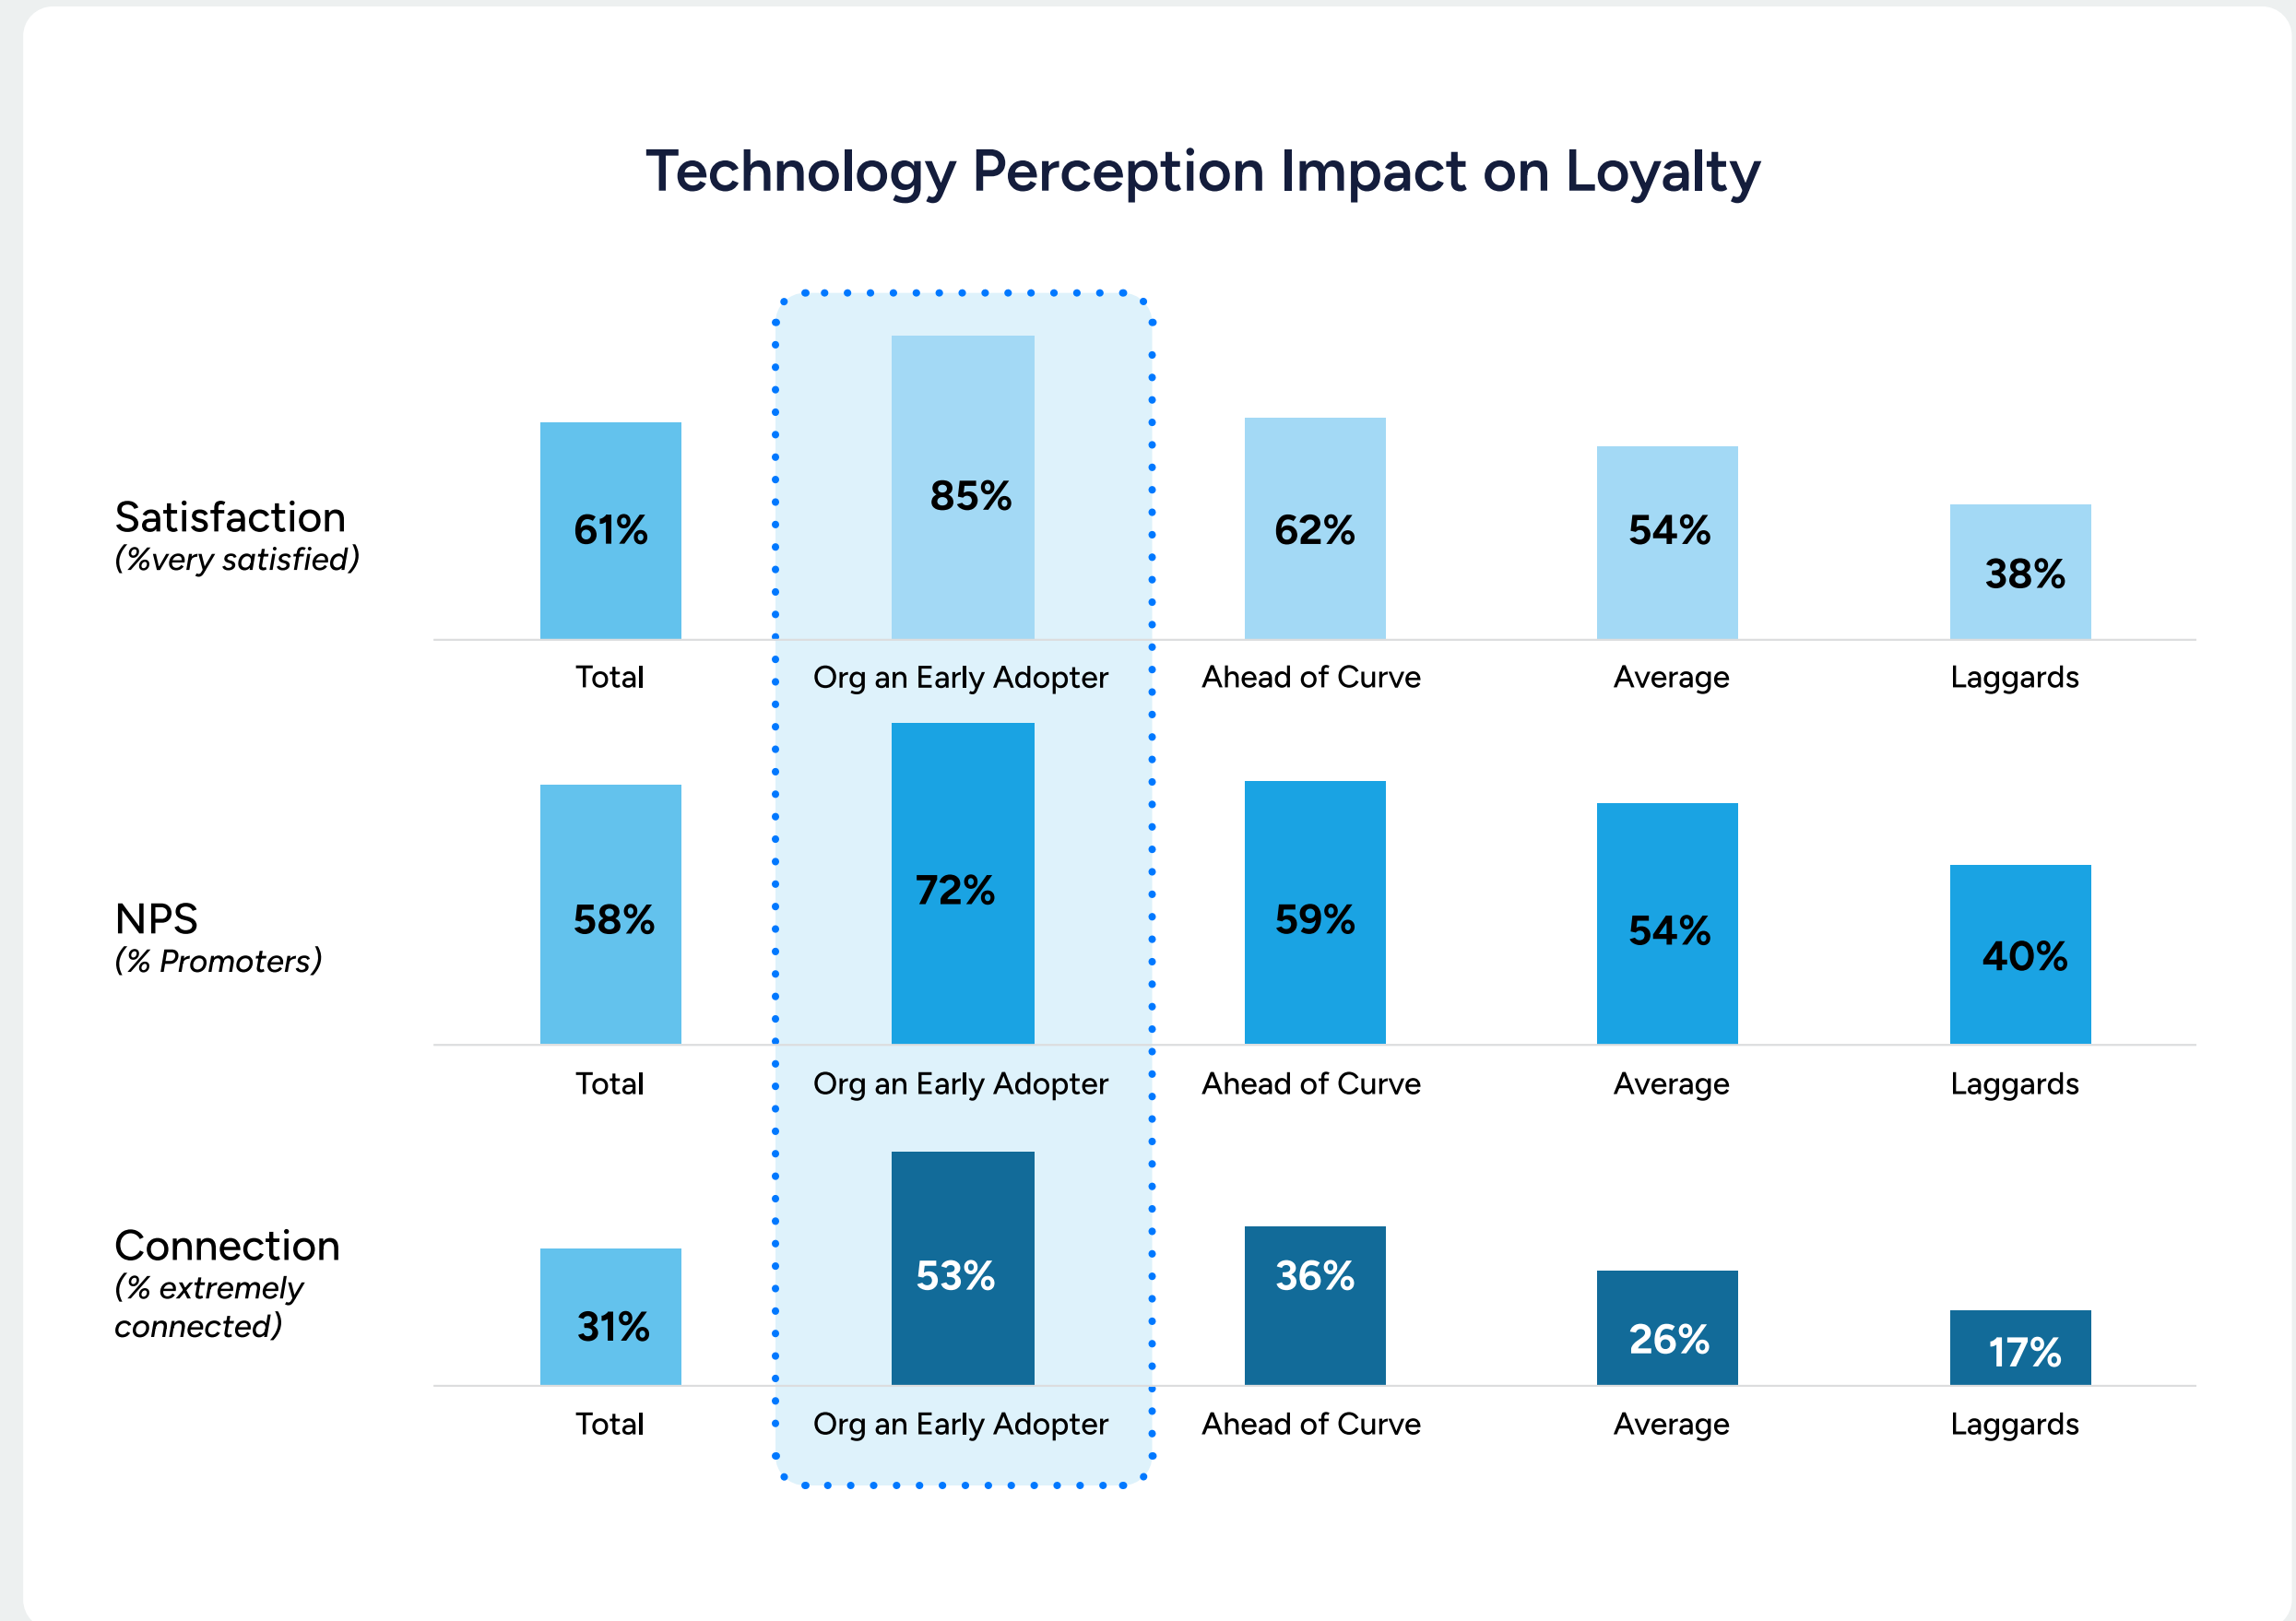 Technology Perception Impact on Loyalty
Satisfaction
(%very satisfied)
61%
85%
62%
54%
38%
Total
Org an Early Adopter
Ahead of Curve
Average
Laggards
NPS
(% Promoters)
58%
72%
59%
54%
40%
Total
Org an Early Adopter
Ahead of Curve
Average
Laggards
Connection
(% extremely
connected)
31%
53%
36%
26%
17%
Total
Org an Early Adopter
Ahead of Curve
Average
Laggards